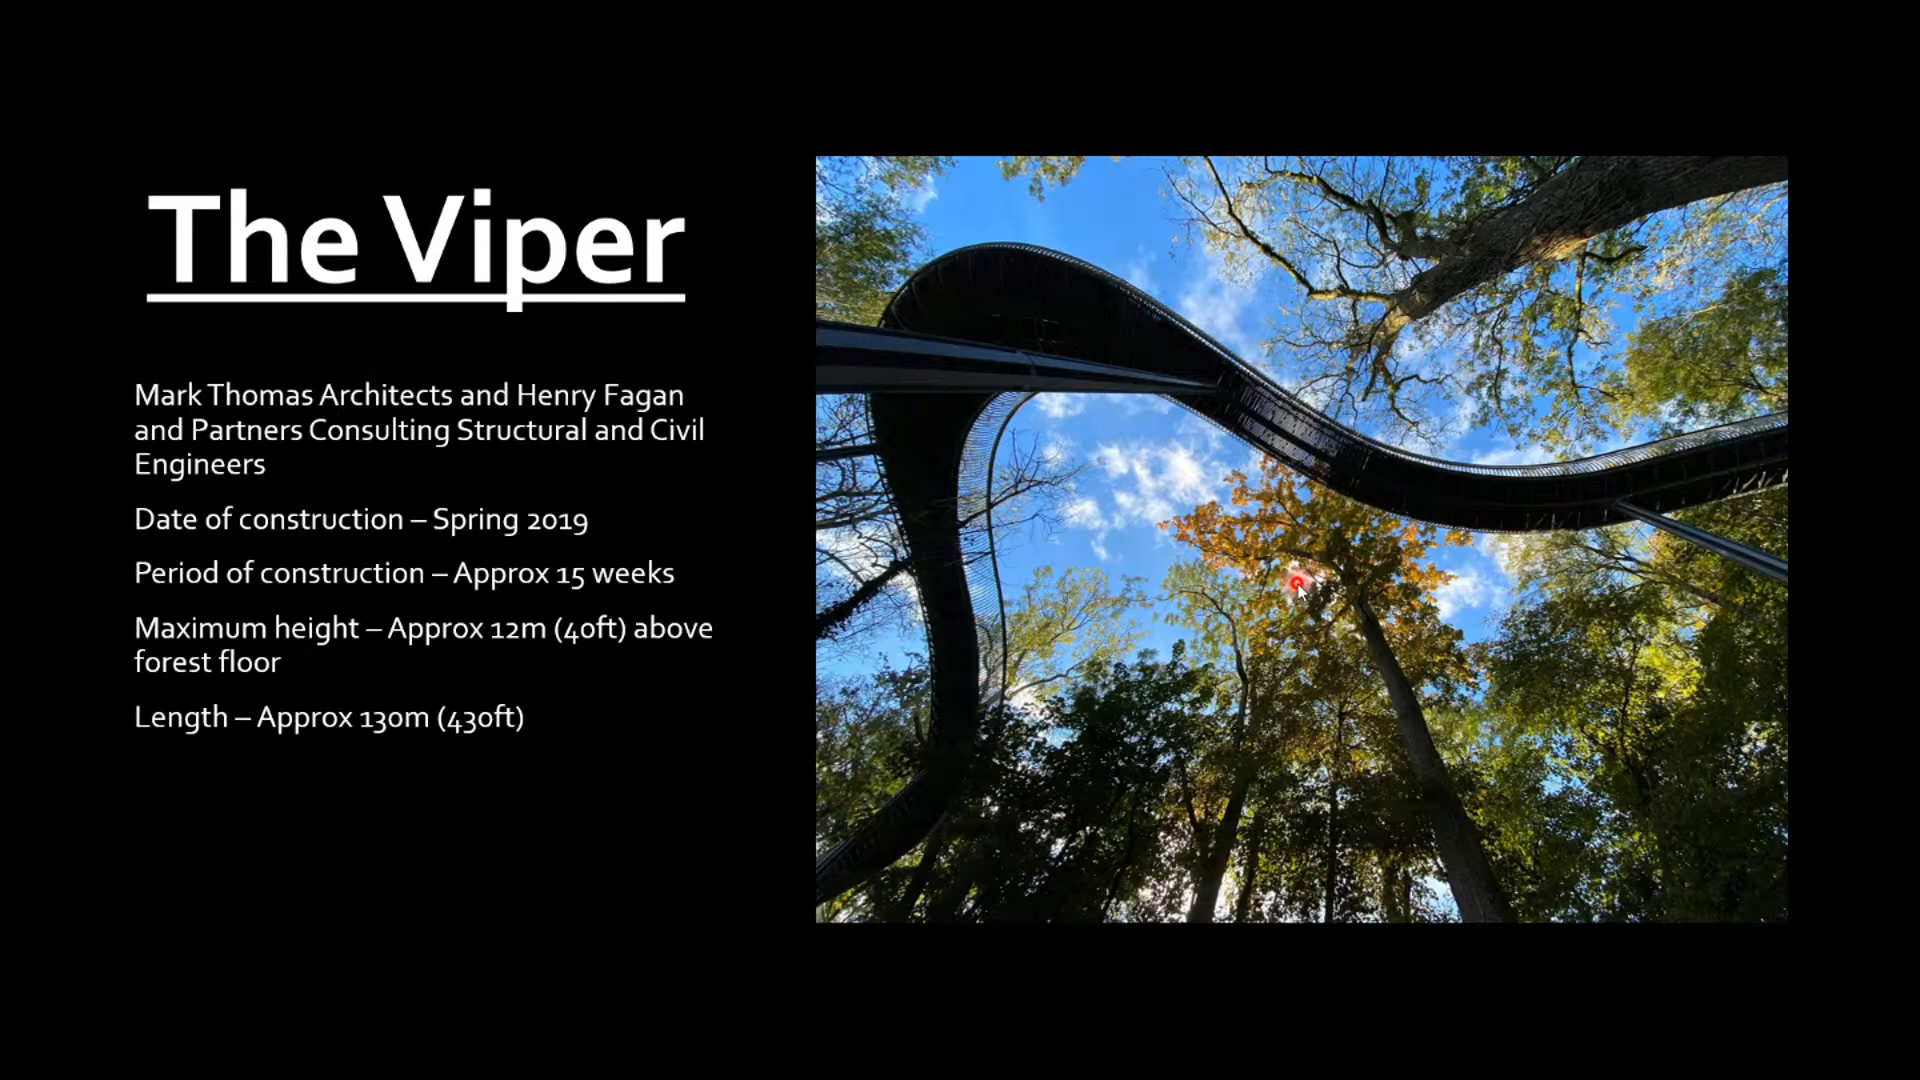 The Viper
Mark Thomas Architects and Henry Fagan
and Partners Consulting Structural and Civil
Engineers
Date of construction – Spring 2019
Period of construction – Approx 15 weeks
Maximum height – Approx 12m (40ft) above
forest floor
Length – Approx 130m (430ft)